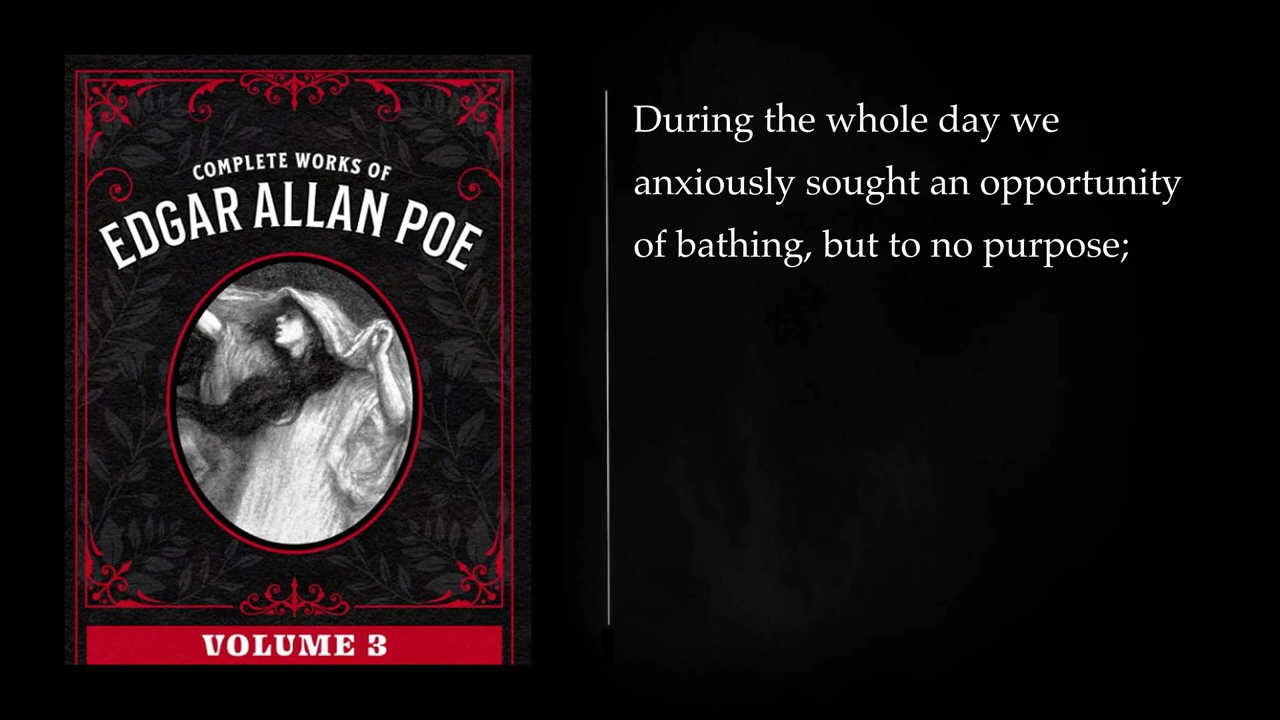 COMPLETE WORKS OF
EDGAR ALLAN POE
VOLUME 3
During the whole day we
anxiously sought an opportunity
of bathing, but to no purpose;